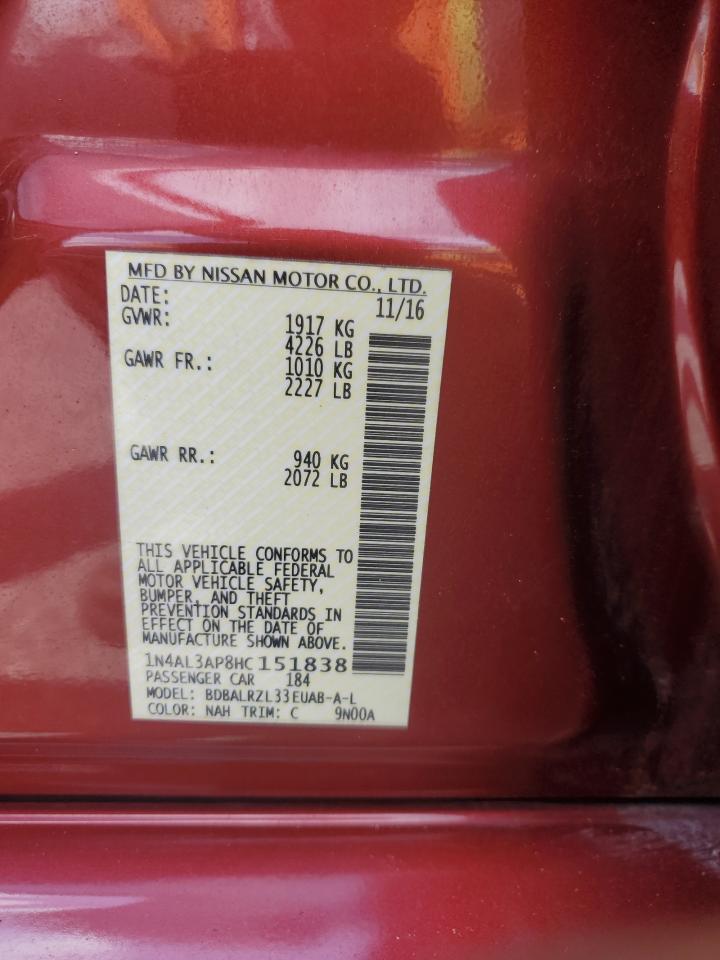 MFD BY NISSAN MOTOR CO., LTD.
DATE: 11/16
GVWR: 1917 KG
4226 LB
GAWR FR.: 1010 KG
2227 LB
GAWR RR.: 940 KG
2072 LB
THIS VEHICLE CONFORMS TO
ALL APPLICABLE FEDERAL
MOTOR VEHICLE SAFETY,
BUMPER, AND THEFT
PREVENTION STANDARDS IN
EFFECT ON THE DATE OF
MANUFACTURE SHOWN ABOVE.
1N4AL3AP8HC151838
PASSENGER CAR 184
MODEL: BDBALRZL33EUAB-A-L
COLOR: NAH TRIM: C 9N00A